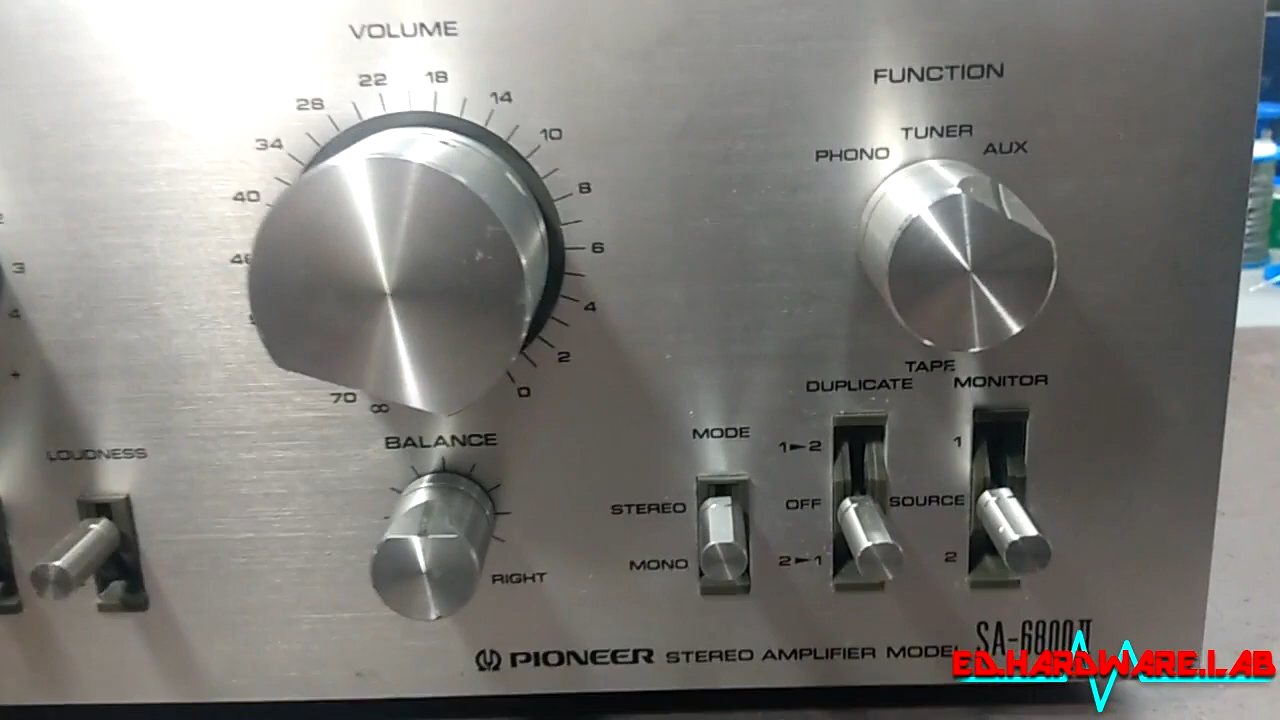 VOLUME
22 18
28 14
34 10
40 8
6
4
2
0
70 ∞
FUNCTION
PHONO TUNER AUX
3
4
+
LOUDNESS
BALANCE
RIGHT
MODE
STEREO
MONO
TAPE
DUPLICATE MONITOR
1►2 1
OFF SOURCE
2►1 2
PIONEER STEREO AMPLIFIER MODEL SA-6800II
ED.HARDWARE.LAB